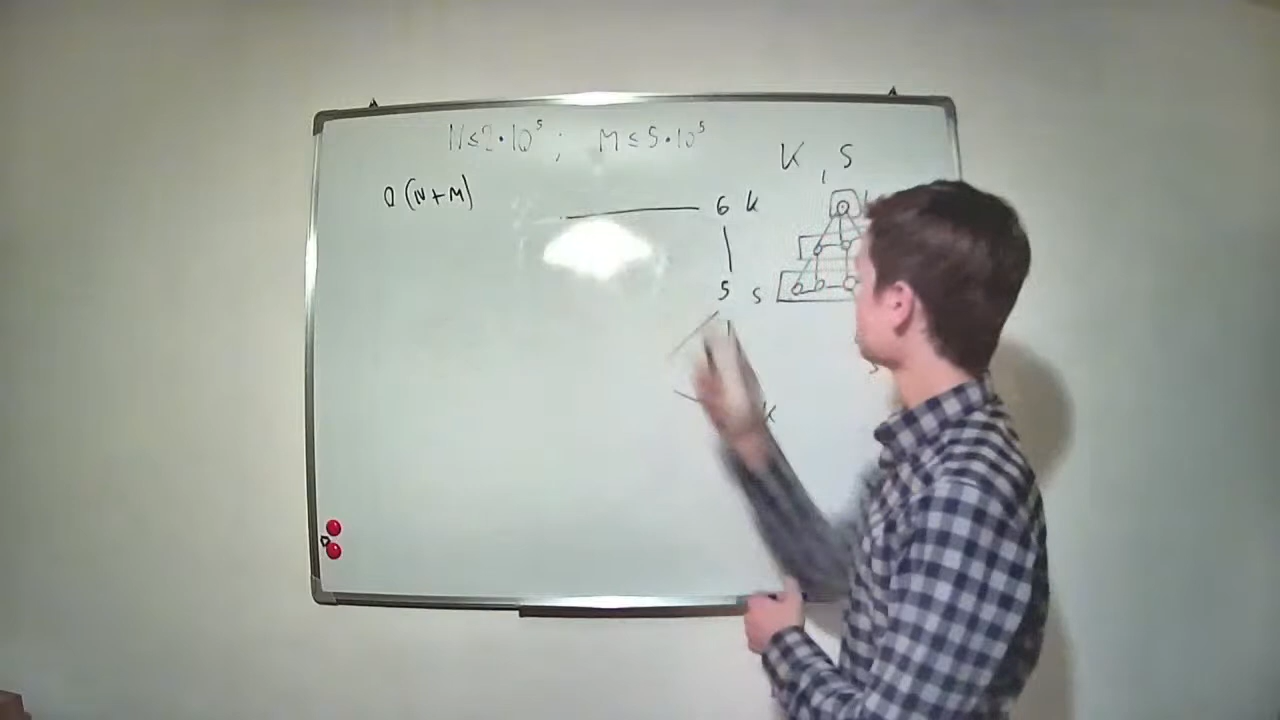 N≤2·10⁵ ; M≤5·10⁵
K, S
O(N+M)
6 K
5 S
K